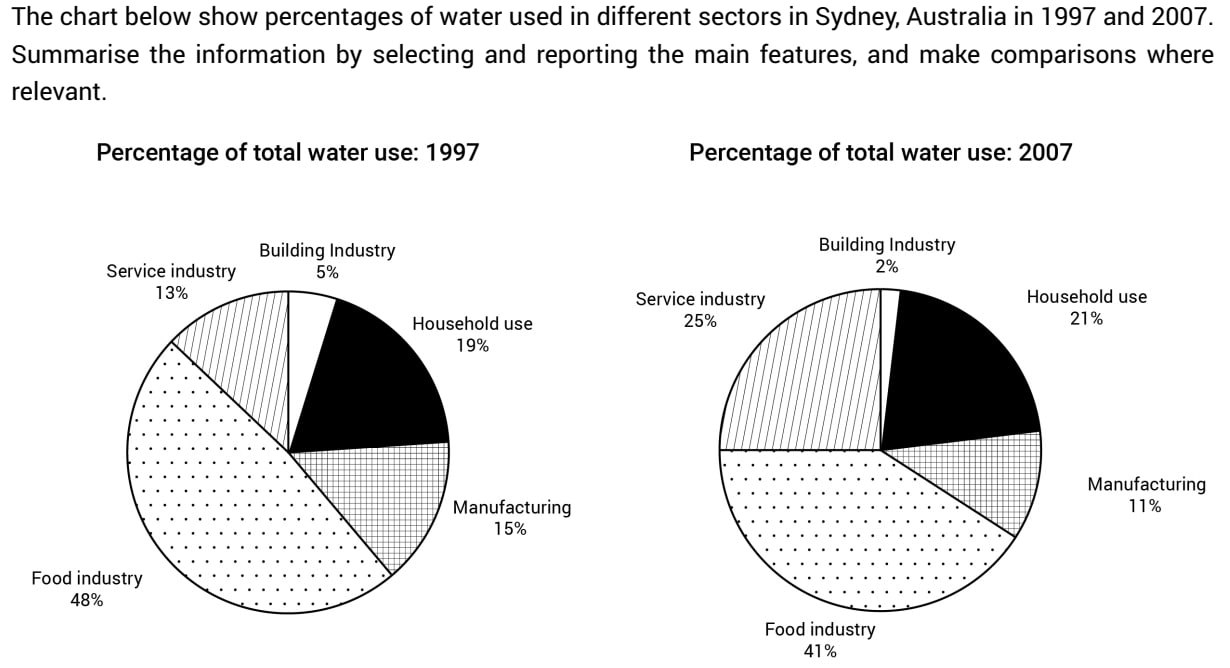 The chart below show percentages of water used in different sectors in Sydney, Australia in 1997 and 2007.
Summarise the information by selecting and reporting the main features, and make comparisons where
relevant.
Percentage of total water use: 1997
Building Industry
5%
Service industry
13%
Household use
19%
Manufacturing
15%
Food industry
48%
Percentage of total water use: 2007
Building Industry
2%
Service industry
25%
Household use
21%
Manufacturing
11%
Food industry
41%